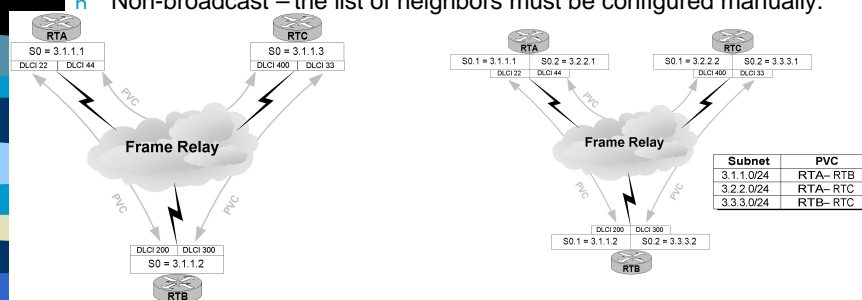 n Non-broadcast – the list of neighbors must be configured manually.
RTA
S0 = 3.1.1.1
DLCI 22 DLCI 44
RTC
S0 = 3.1.1.3
DLCI 400 DLCI 33
PVC
Frame Relay
PVC
PVC
DLCI 200 DLCI 300
S0 = 3.1.1.2
RTB
RTA
S0.1 = 3.1.1.1 S0.2 = 3.2.2.1
DLCI 22 DLCI 44
RTC
S0.1 = 3.2.2.2 S0.2 = 3.3.3.1
DLCI 400 DLCI 33
PVC
Frame Relay
PVC
PVC
DLCI 200 DLCI 300
S0.1 = 3.1.1.2 S0.2 = 3.3.3.2
RTB
Subnet PVC
3.1.1.0/24 RTA– RTB
3.2.2.0/24 RTA– RTC
3.3.3.0/24 RTB– RTC